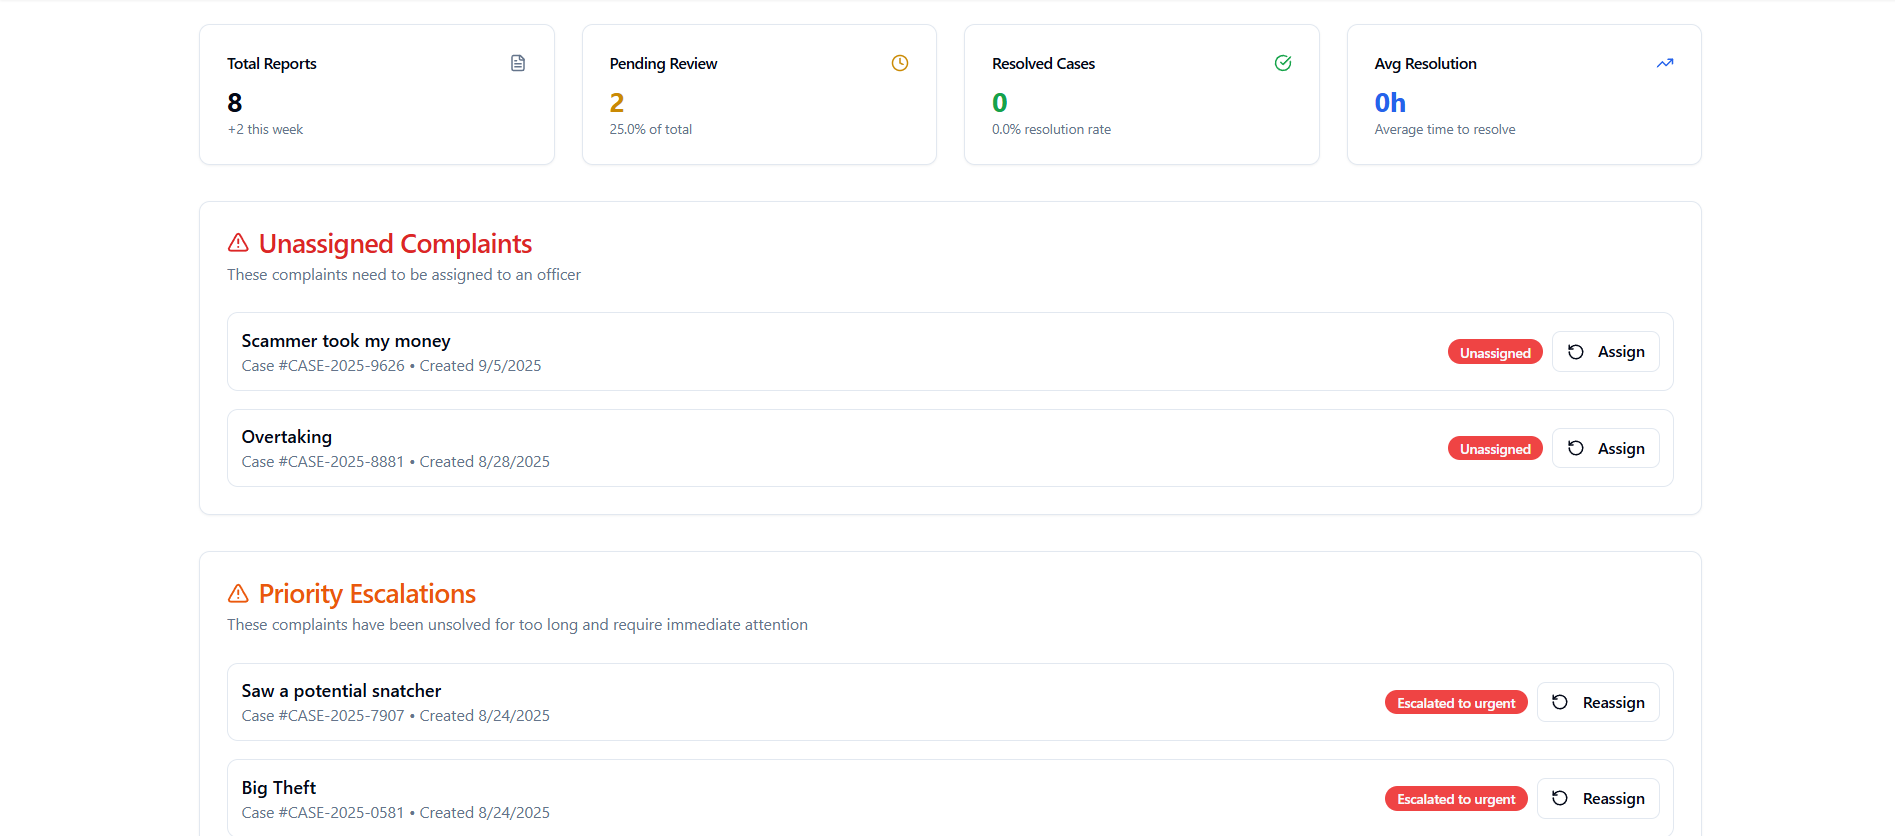 Total Reports
8
+2 this week
Pending Review
2
25.0% of total
Resolved Cases
0
0.0% resolution rate
Avg Resolution
0h
Average time to resolve
Unassigned Complaints
These complaints need to be assigned to an officer
Scammer took my money
Case #CASE-2025-9626 • Created 9/5/2025
Unassigned
Assign
Overtaking
Case #CASE-2025-8881 • Created 8/28/2025
Unassigned
Assign
Priority Escalations
These complaints have been unsolved for too long and require immediate attention
Saw a potential snatcher
Case #CASE-2025-7907 • Created 8/24/2025
Escalated to urgent
Reassign
Big Theft
Case #CASE-2025-0581 • Created 8/24/2025
Escalated to urgent
Reassign